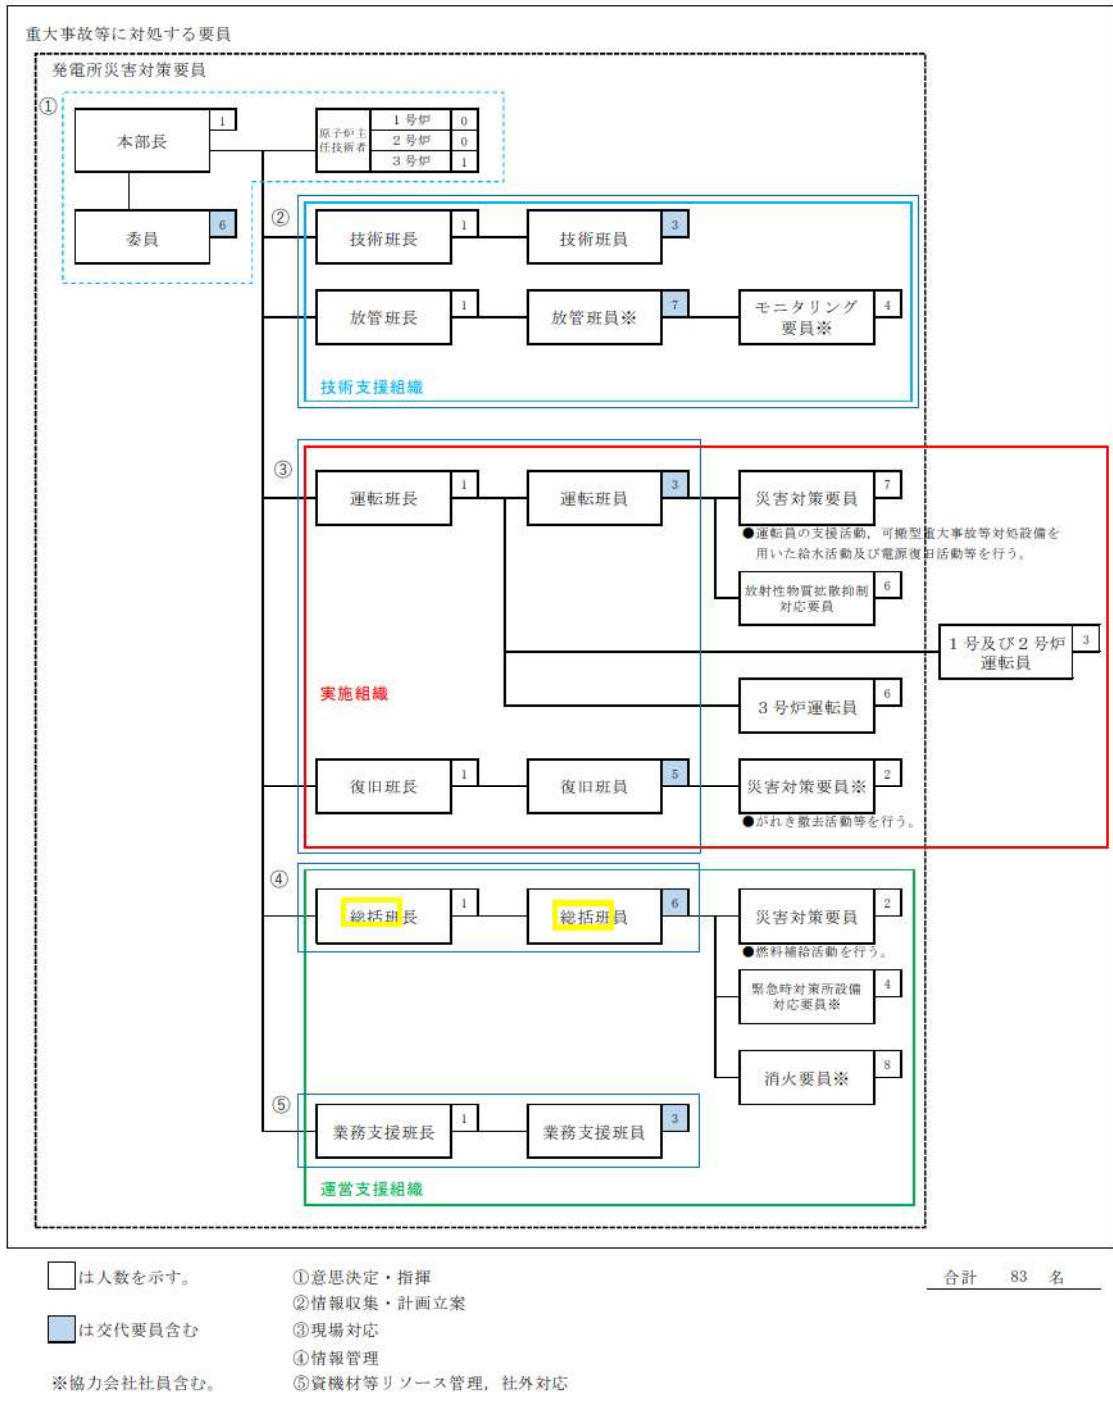 重大事故等に対処する要員
発電所災害対策要員
①
本部長
1
原子炉主
任技術者
1号炉 0
2号炉 0
3号炉 1
委員
6
②
技術班長
1
技術班員
3
放管班長
1
放管班員※
7
モニタリング
要員※
4
技術支援組織
③
運転班長
1
運転班員
3
災害対策要員
7
●運転員の支援活動，可搬型重大事故等対処設備を
用いた給水活動及び電源復旧活動等を行う。
放射性物質拡散抑制
対応要員
6
1号及び2号炉
運転員
3
実施組織
3号炉運転員
6
復旧班長
1
復旧班員
5
災害対策要員※
2
●がれき撤去活動等を行う。
④
総括班長
1
総括班員
6
災害対策要員
2
●燃料補給活動を行う。
緊急時対策所設備
対応要員※
4
消火要員※
8
⑤
業務支援班長
1
業務支援班員
3
運営支援組織
は人数を示す。
は交代要員含む
※協力会社社員含む。
①意思決定・指揮
②情報収集・計画立案
③現場対応
④情報管理
⑤資機材等リソース管理，社外対応
合計 83 名